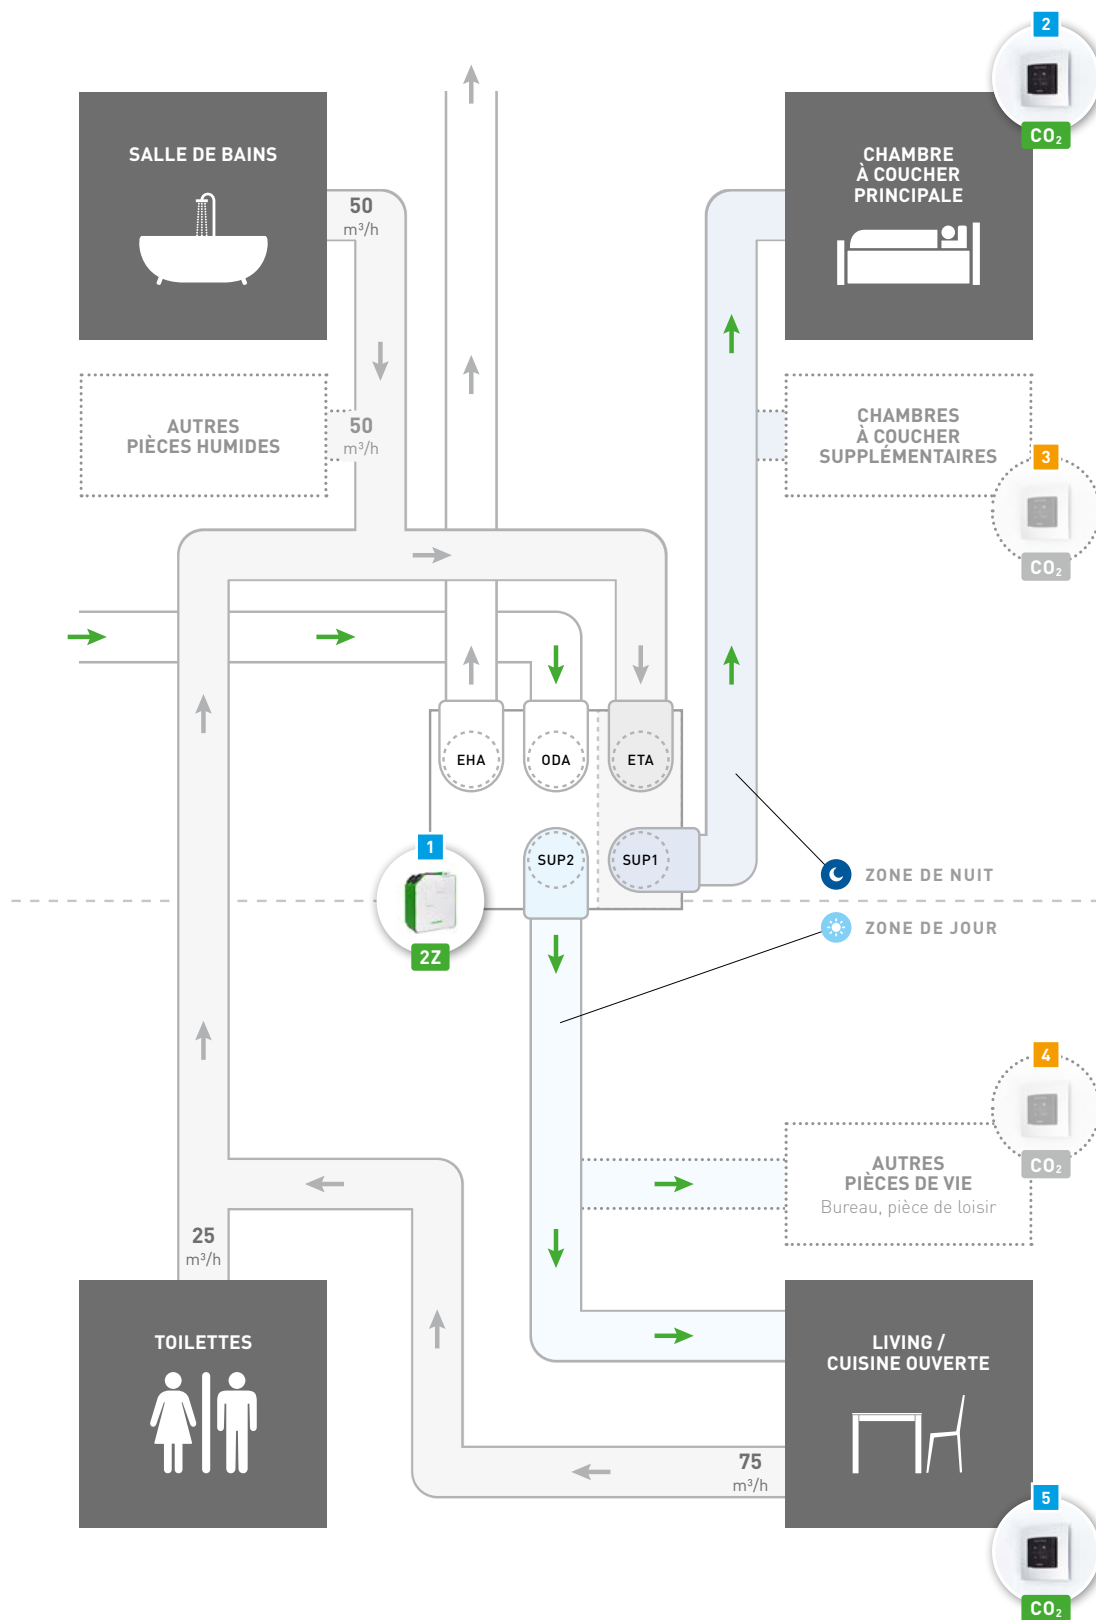 2
CO₂
SALLE DE BAINS
50
m³/h
CHAMBRE
À COUCHER
PRINCIPALE
AUTRES
PIÈCES HUMIDES
50
m³/h
CHAMBRES
À COUCHER
SUPPLÉMENTAIRES
3
CO₂
EHA
ODA
ETA
SUP2
SUP1
1
2Z
ZONE DE NUIT
ZONE DE JOUR
4
CO₂
AUTRES
PIÈCES DE VIE
Bureau, pièce de loisir
25
m³/h
TOILETTES
LIVING /
CUISINE OUVERTE
75
m³/h
5
CO₂